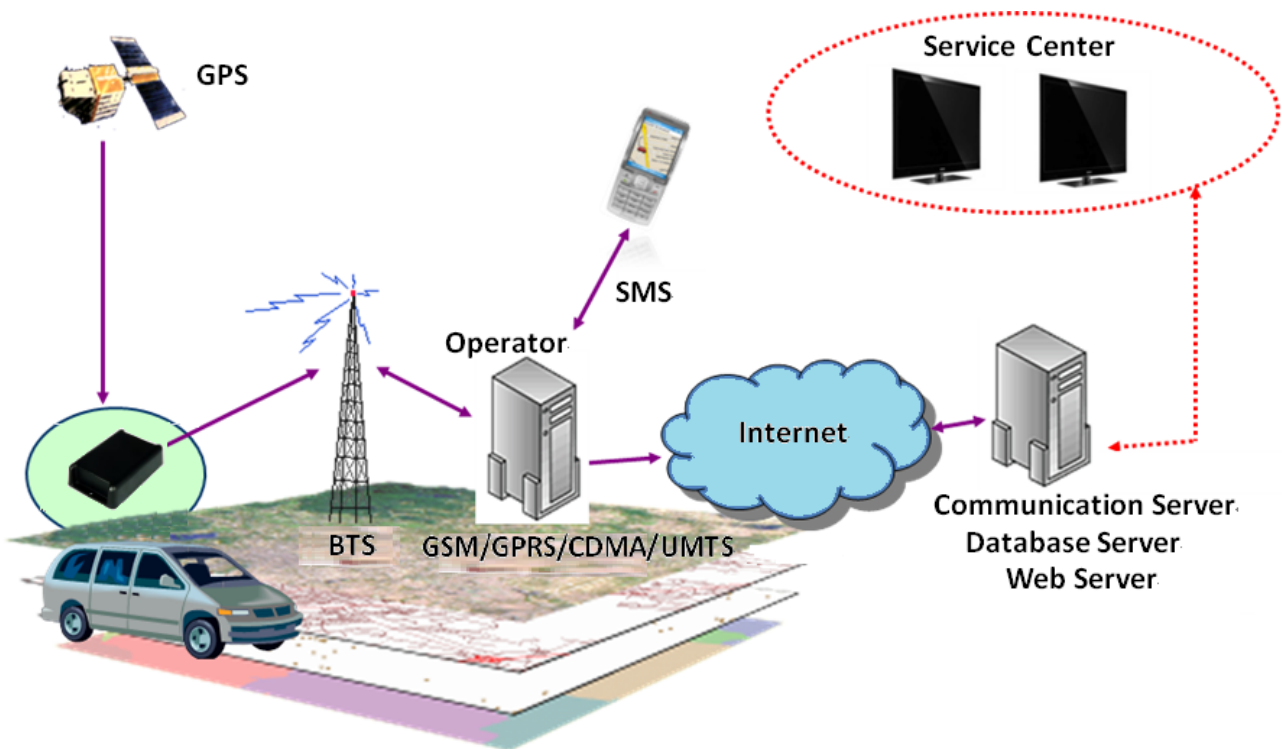 Service Center
GPS
SMS
Operator
Internet
BTS
GSM/GPRS/CDMA/UMTS
Communication Server
Database Server
Web Server